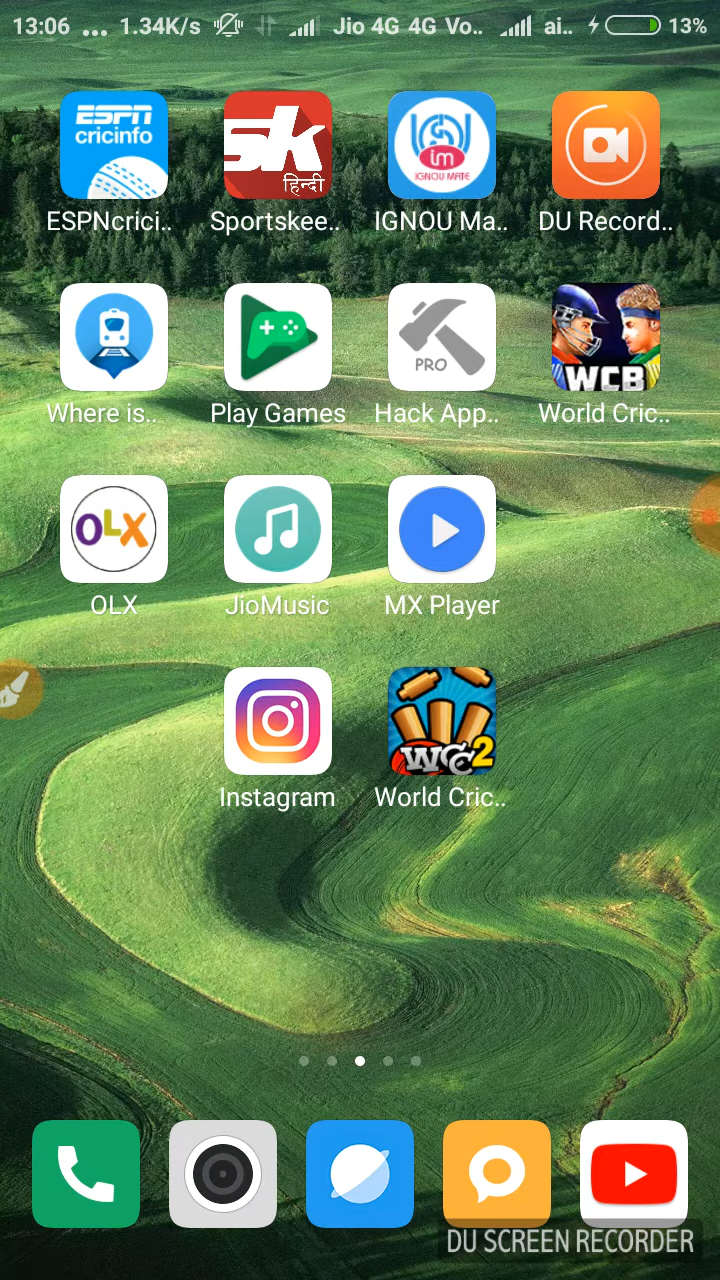 13:06 ... 1.34K/s Jio 4G 4G Vo.. ai.. 13%
ESPN
cricinfo
sk
हिन्दी
im
IGNOU MATE
ESPNcrici.. Sportskee.. IGNOU Ma.. DU Record..
PRO
WCB
Where is.. Play Games Hack App.. World Cric..
OLX
OLX JioMusic MX Player
WCC2
Instagram World Cric..
DU SCREEN RECORDER